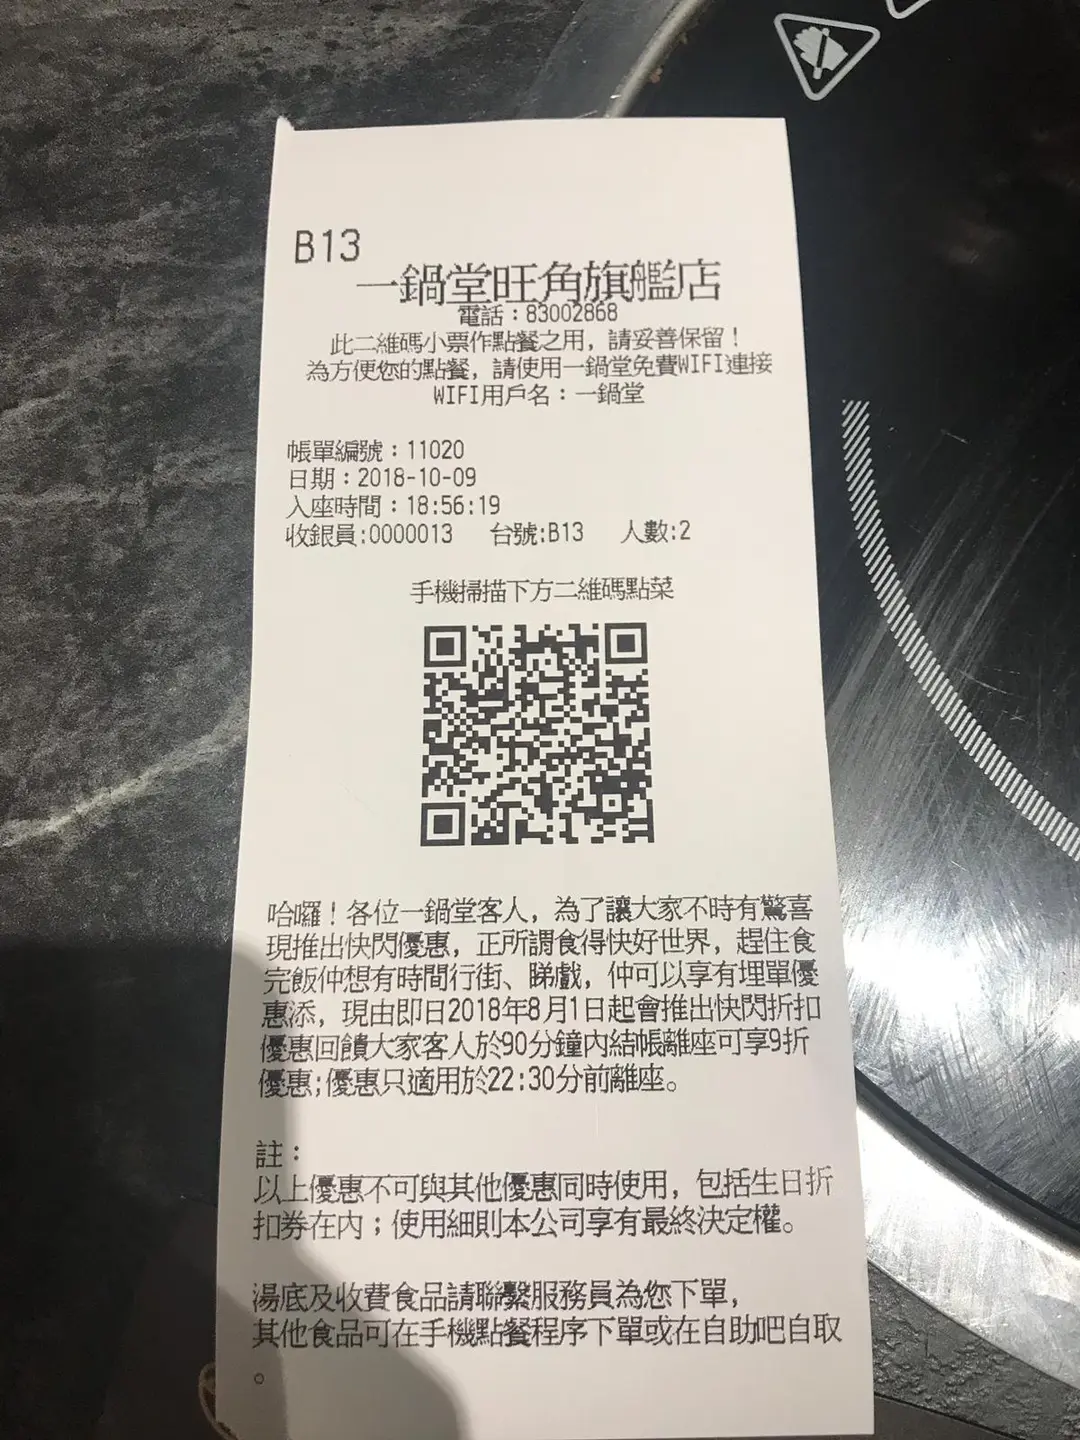 B13
一鍋堂旺角旗艦店
電話：83002868
此二維碼小票作點餐之用，請妥善保留！
為方便您的點餐，請使用一鍋堂免費WIFI連接
WIFI用戶名：一鍋堂
帳單編號：11020
日期：2018-10-09
入座時間：18:56:19
收銀員:0000013 台號:B13 人數:2
手機掃描下方二維碼點菜
哈囉！各位一鍋堂客人，為了讓大家不時有驚喜
現推出快閃優惠，正所謂食得快好世界，趕住食
完飯仲想有時間行街、睇戲，仲可以享有埋單優
惠添，現由即日2018年8月1日起會推出快閃折扣
優惠回饋大家客人於90分鐘內結帳離座可享9折
優惠;優惠只適用於22:30分前離座。
註：
以上優惠不可與其他優惠同時使用，包括生日折
扣券在內；使用細則本公司享有最終決定權。
湯底及收費食品請聯繫服務員為您下單，
其他食品可在手機點餐程序下單或在自助吧自取
。